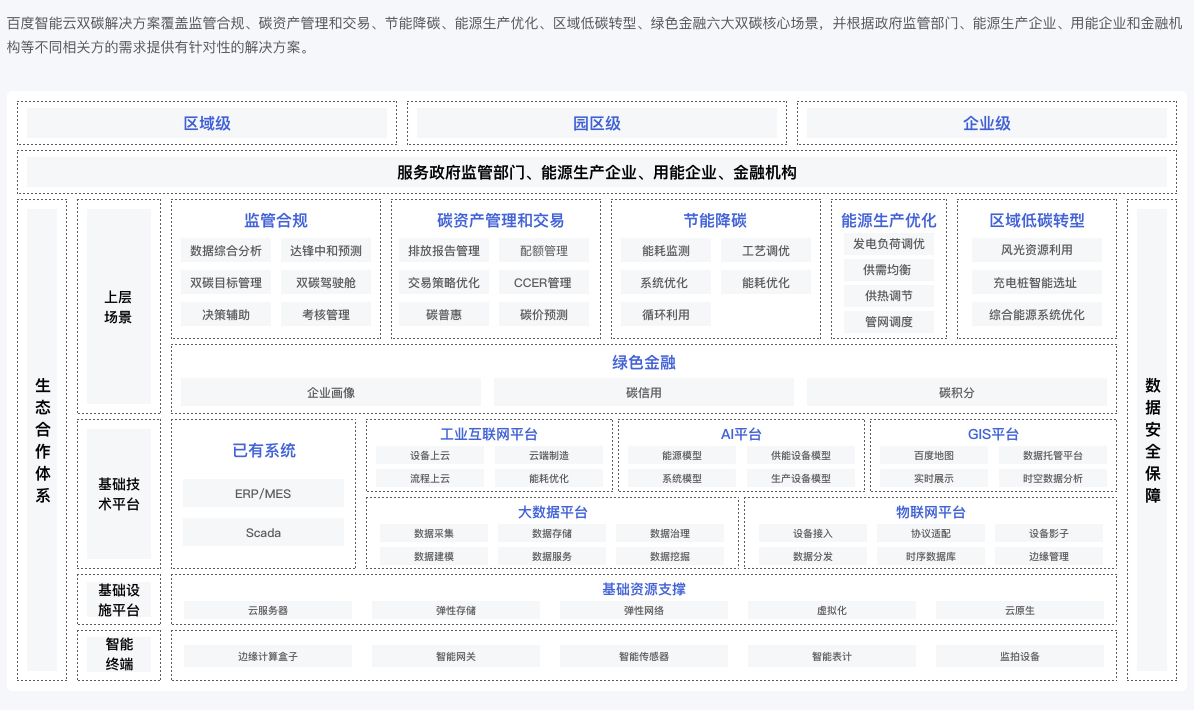 百度智能云双碳解决方案覆盖监管合规、碳资产管理和交易、节能降碳、能源生产优化、区域低碳转型、绿色金融六大双碳核心场景，并根据政府监管部门、能源生产企业、用能企业和金融机
构等不同相关方的需求提供有针对性的解决方案。
区域级
园区级
企业级
服务政府监管部门、能源生产企业、用能企业、金融机构
生态合作体系
上层
场景
监管合规
数据综合分析 达锋中和预测
双碳目标管理 双碳驾驶舱
决策辅助 考核管理
碳资产管理和交易
排放报告管理 配额管理
交易策略优化 CCER管理
碳普惠 碳价预测
节能降碳
能耗监测 工艺调优
系统优化 能耗优化
循环利用
能源生产优化
发电负荷调优
供需均衡
供热调节
管网调度
区域低碳转型
风光资源利用
充电桩智能选址
综合能源系统优化
绿色金融
企业画像 碳信用 碳积分
基础技
术平台
已有系统
ERP/MES
Scada
工业互联网平台
设备上云 云端制造
流程上云 能耗优化
AI平台
能源模型 供能设备模型
系统模型 生产设备模型
GIS平台
百度地图 数据托管平台
实时展示 时空数据分析
大数据平台
数据采集 数据存储 数据治理
数据建模 数据服务 数据挖掘
物联网平台
设备接入 协议适配 设备影子
数据分发 时序数据库 边缘管理
基础设
施平台
基础资源支撑
云服务器 弹性存储 弹性网络 虚拟化 云原生
智能
终端
边缘计算盒子 智能网关 智能传感器 智能表计 监拍设备
数据安全保障